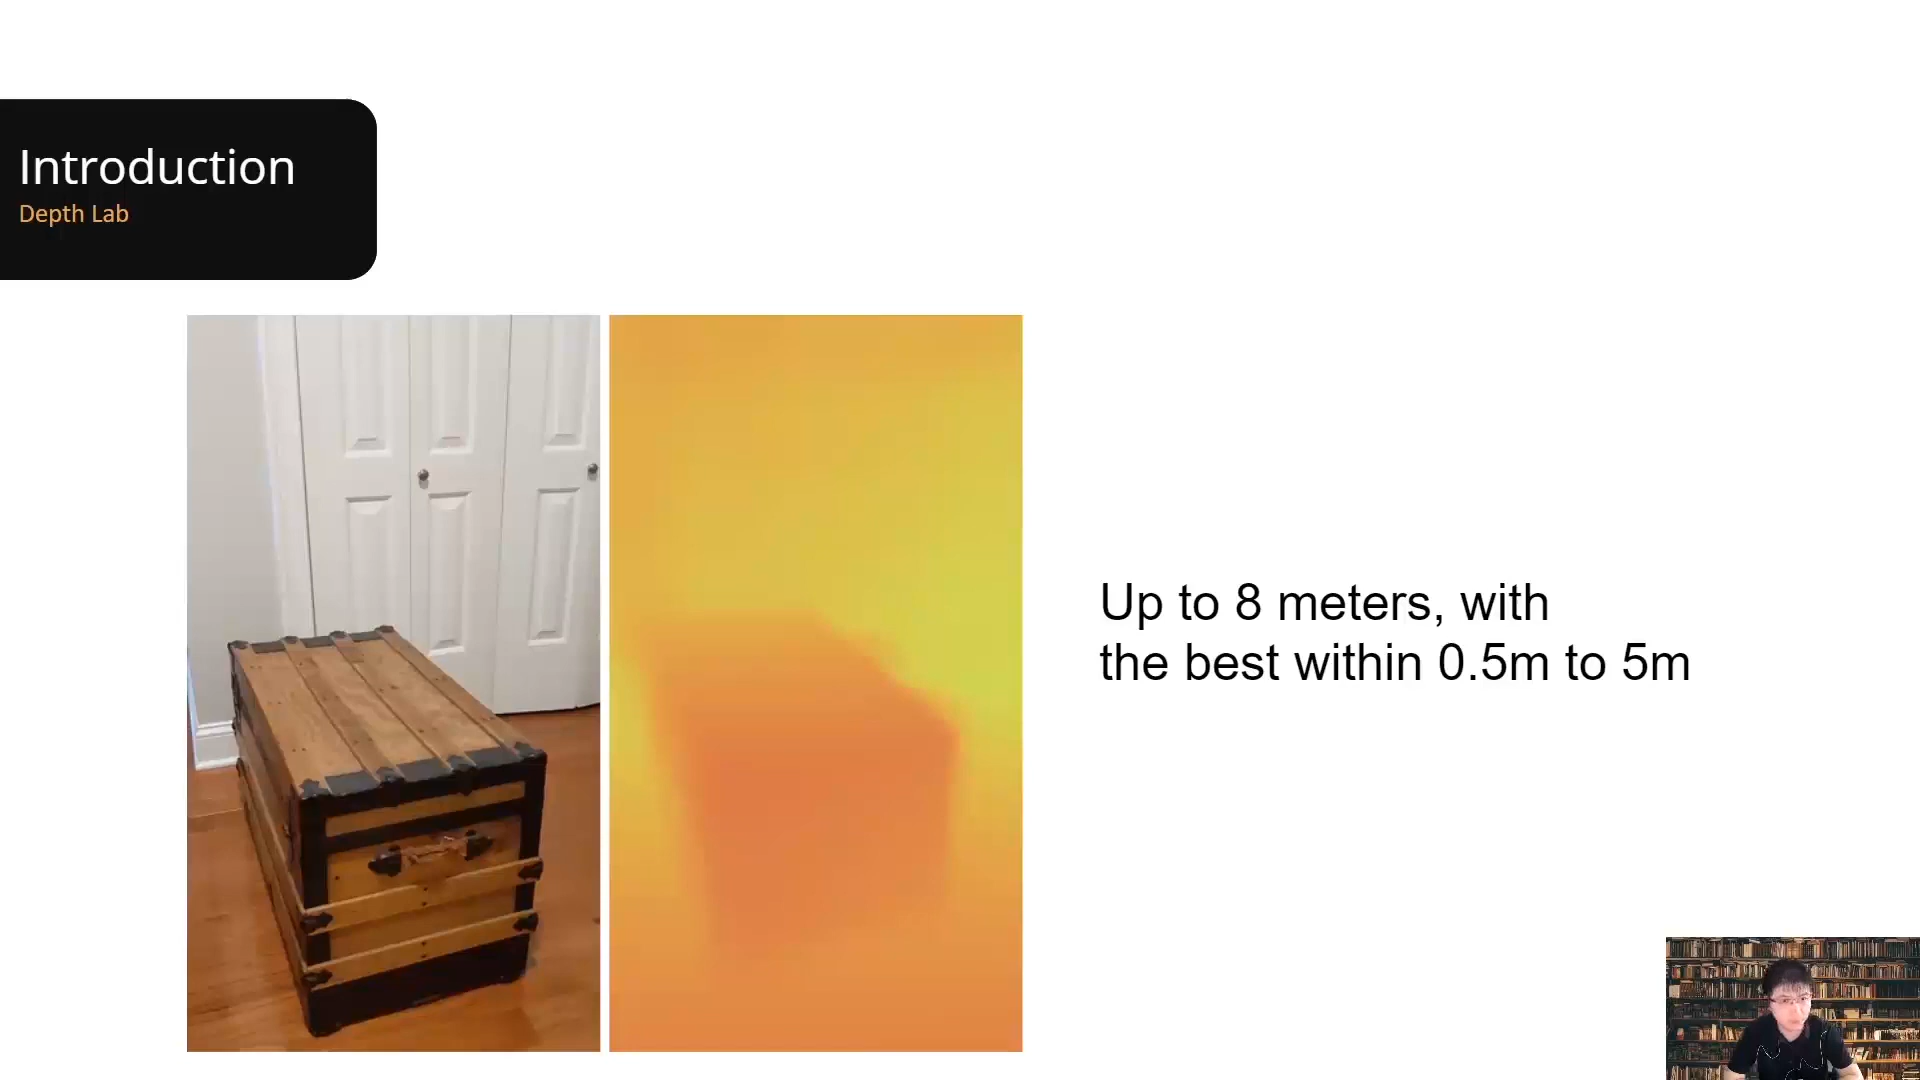 Introduction
Depth Lab
Up to 8 meters, with
the best within 0.5m to 5m